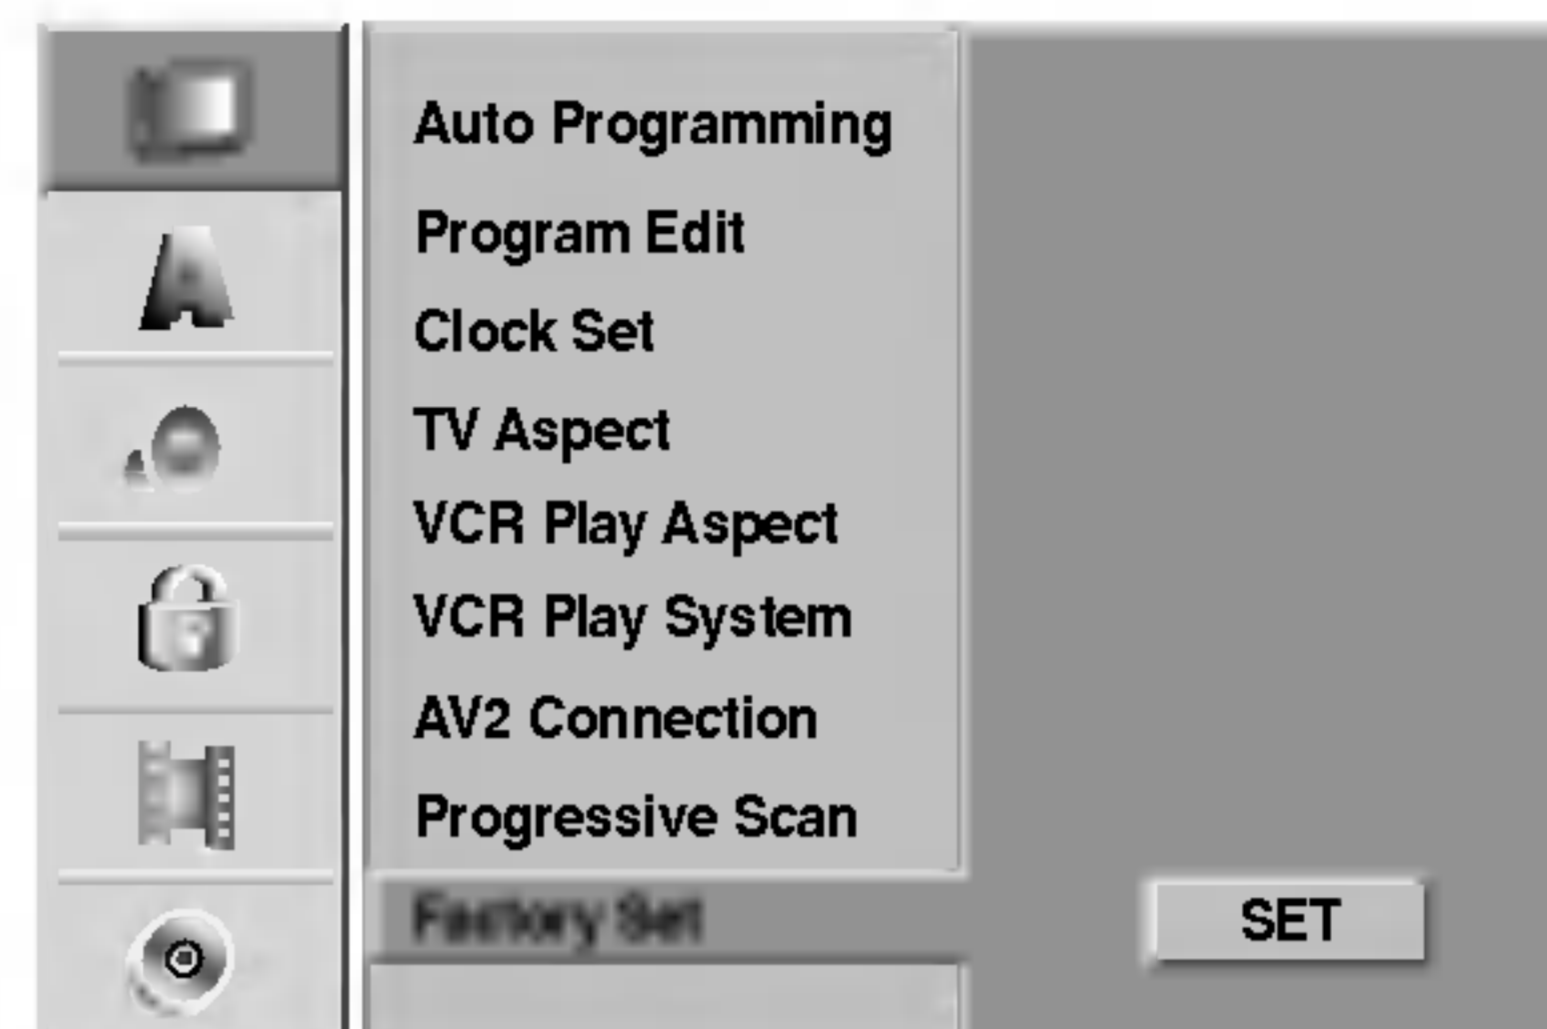 Auto Programming
Program Edit
Clock Set
TV Aspect
VCR Play Aspect
VCR Play System
AV2 Connection
Progressive Scan
Factory Set
SET